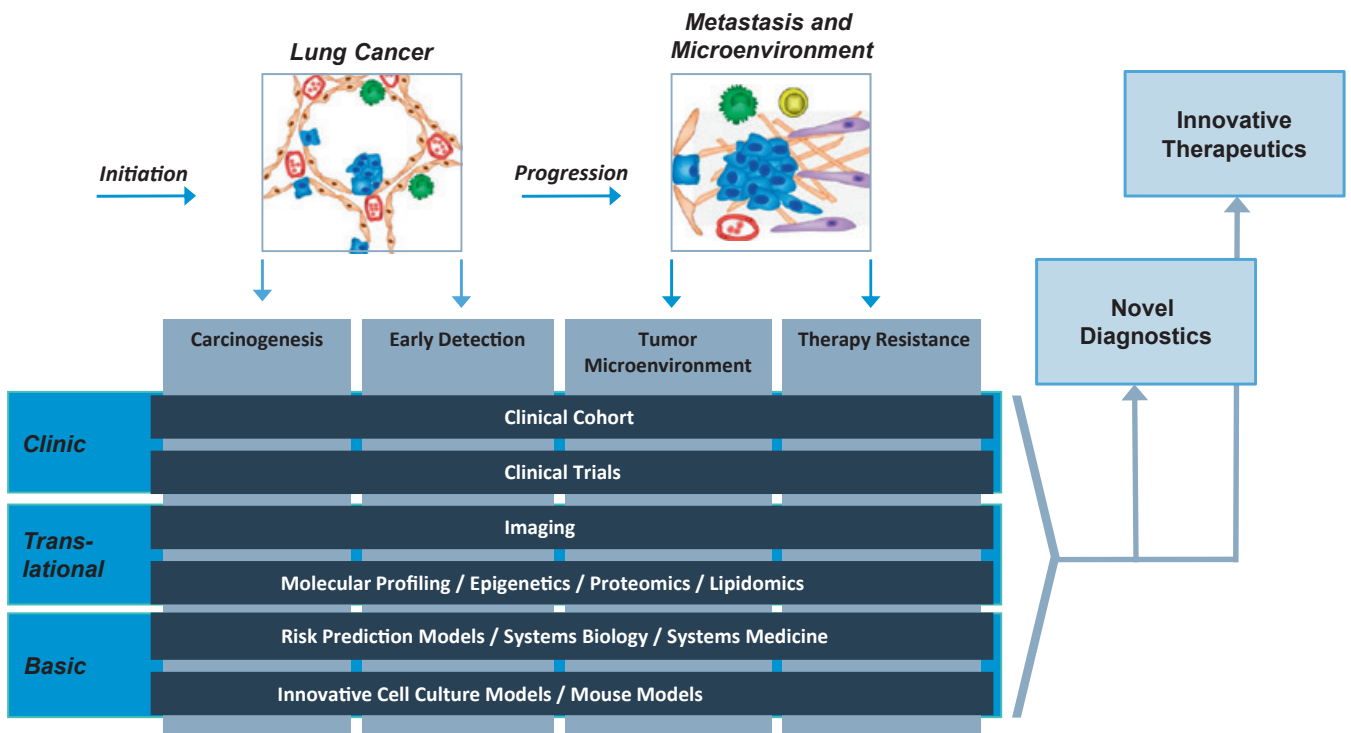 Lung Cancer
Metastasis and
Microenvironment
Initiation
Progression
Innovative
Therapeutics
Novel
Diagnostics
Carcinogenesis
Early Detection
Tumor
Microenvironment
Therapy Resistance
Clinic
Clinical Cohort
Clinical Trials
Trans-
lational
Imaging
Molecular Profiling / Epigenetics / Proteomics / Lipidomics
Basic
Risk Prediction Models / Systems Biology / Systems Medicine
Innovative Cell Culture Models / Mouse Models